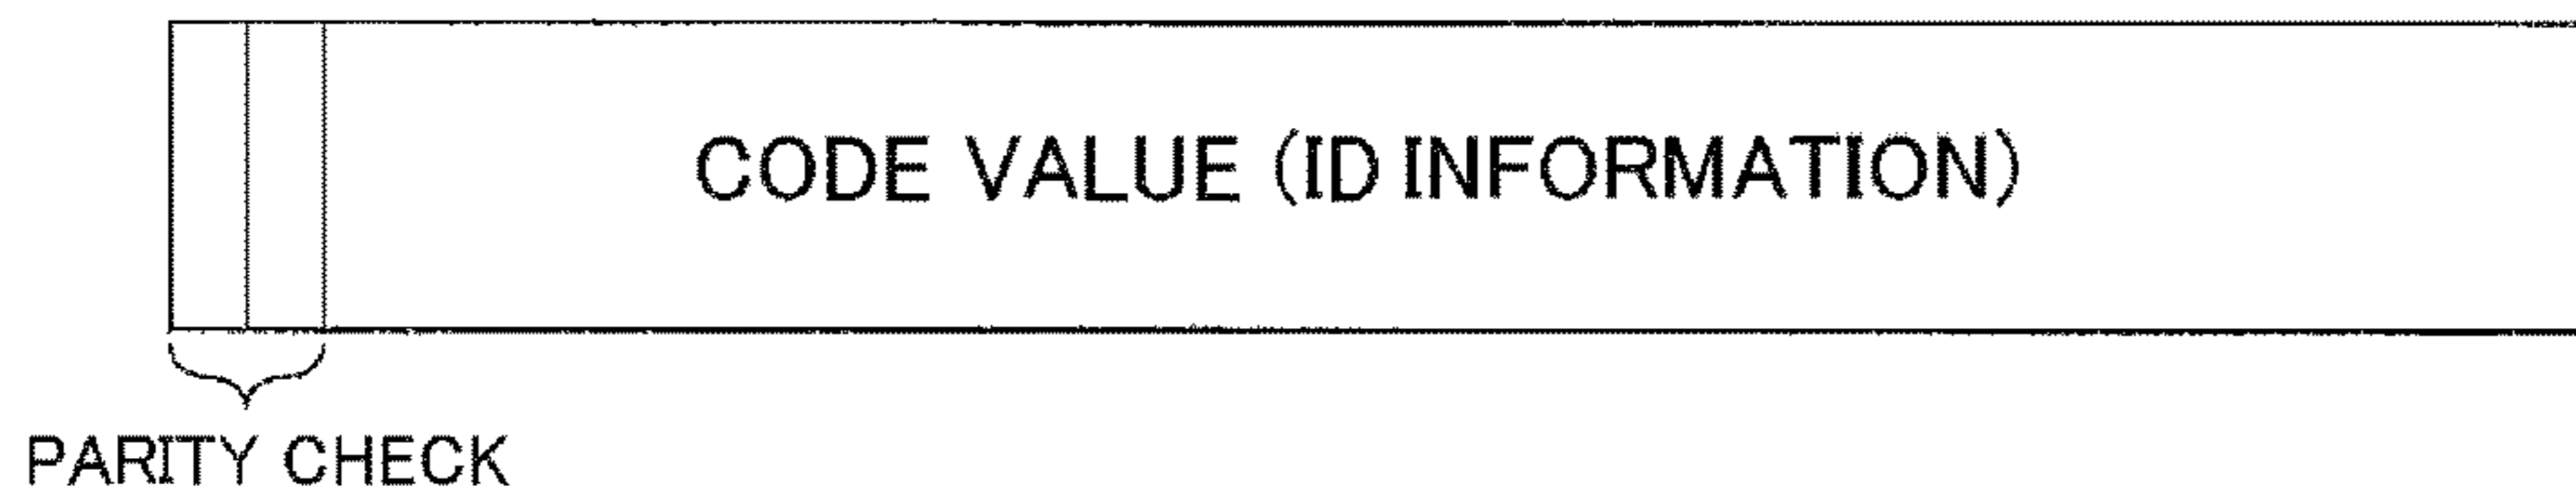 CODE VALUE (ID INFORMATION)
PARITY CHECK